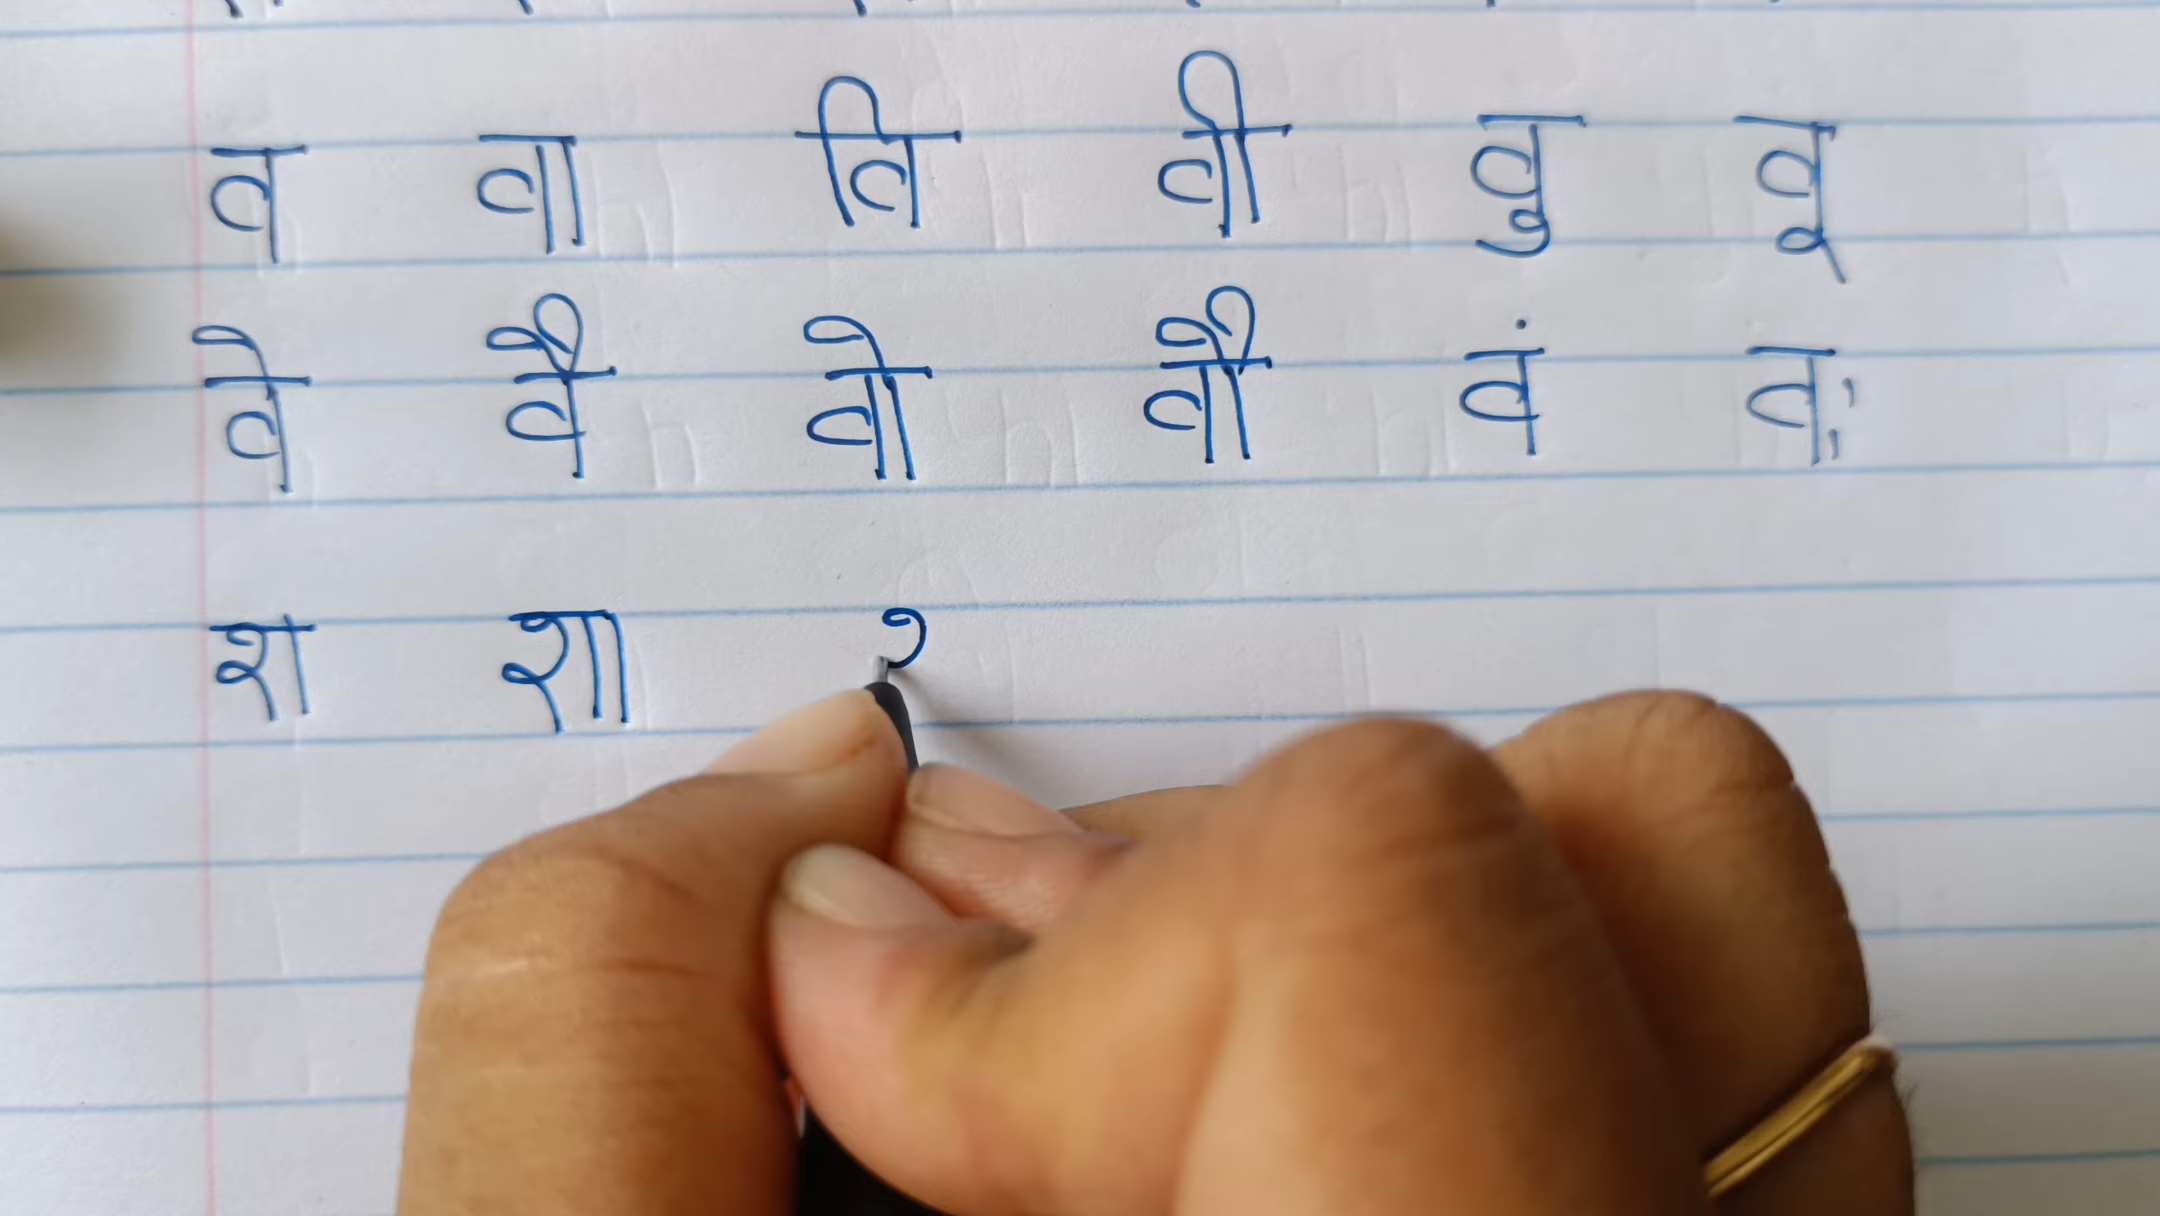 व वा वि वी वु वू
वे वै वो वौ वं वः
श शा